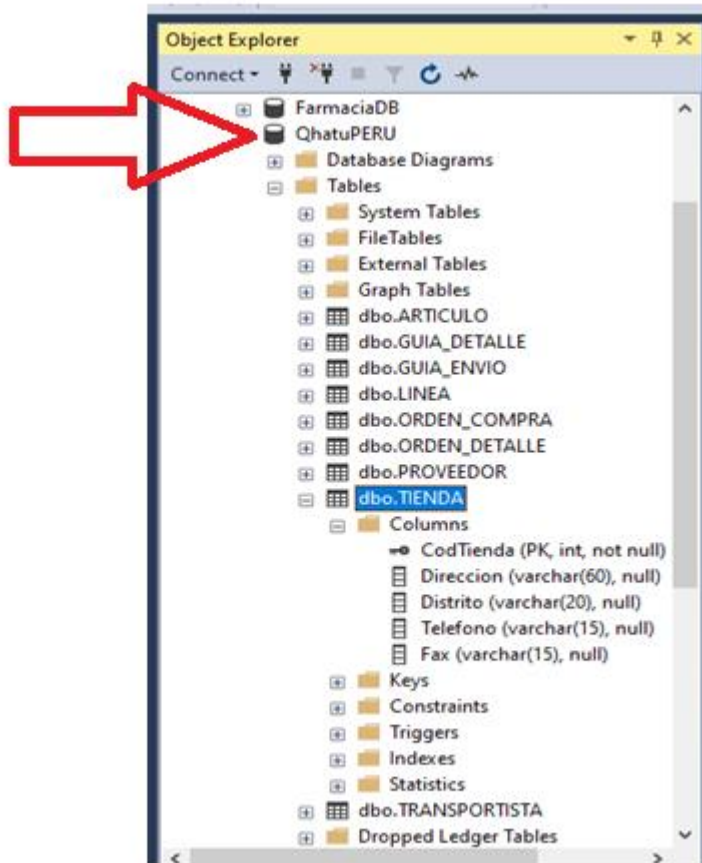 Object Explorer
Connect
FarmaciaDB
QhatuPERU
Database Diagrams
Tables
System Tables
FileTables
External Tables
Graph Tables
dbo.ARTICULO
dbo.GUIA_DETALLE
dbo.GUIA_ENVIO
dbo.LINEA
dbo.ORDEN_COMPRA
dbo.ORDEN_DETALLE
dbo.PROVEEDOR
dbo.TIENDA
Columns
CodTienda (PK, int, not null)
Direccion (varchar(60), null)
Distrito (varchar(20), null)
Telefono (varchar(15), null)
Fax (varchar(15), null)
Keys
Constraints
Triggers
Indexes
Statistics
dbo.TRANSPORTISTA
Dropped Ledger Tables